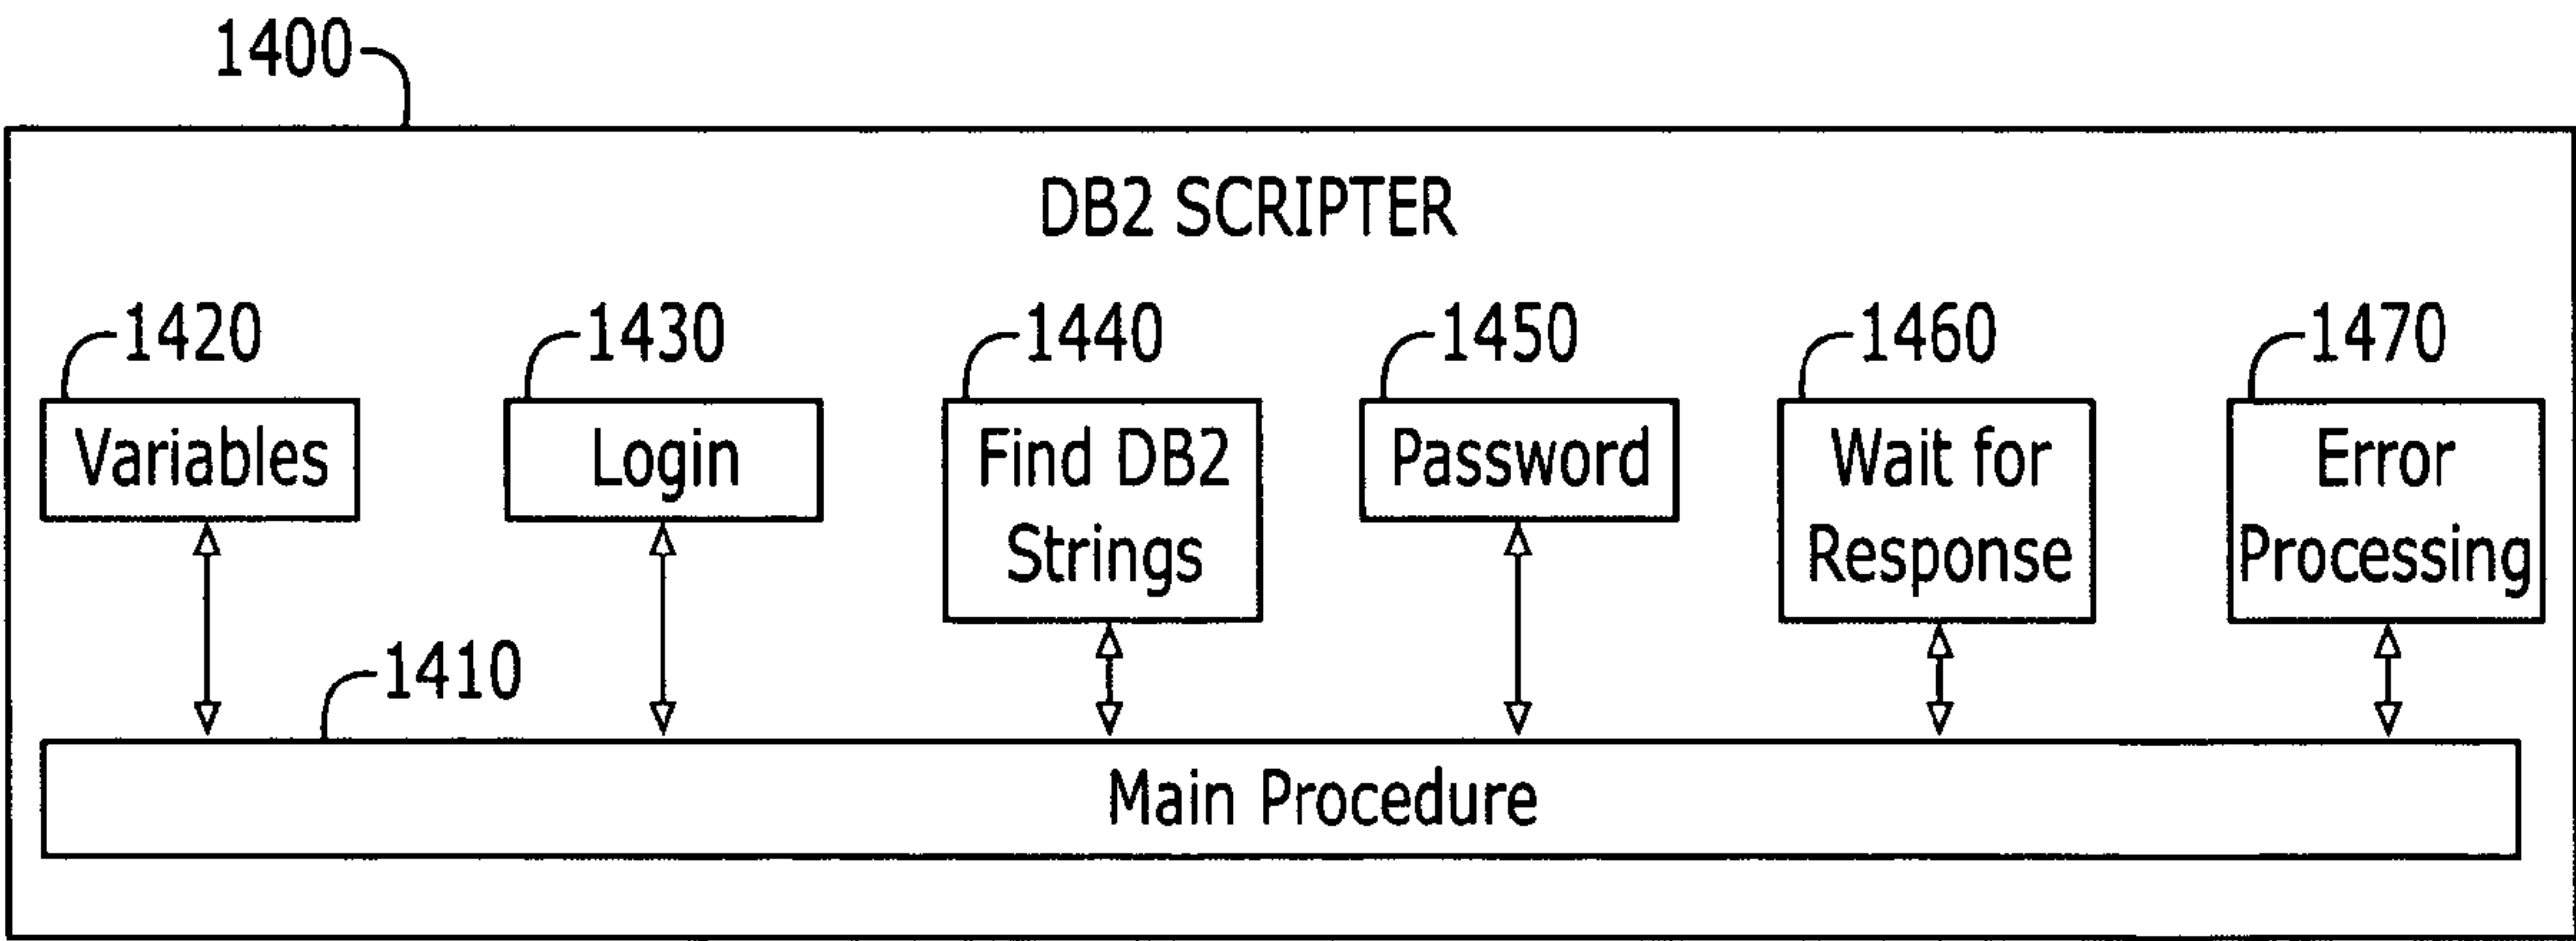 1400
DB2 SCRIPTER
1420
1430
1440
1450
1460
1470
Variables
Login
Find DB2
Strings
Password
Wait for
Response
Error
Processing
1410
Main Procedure